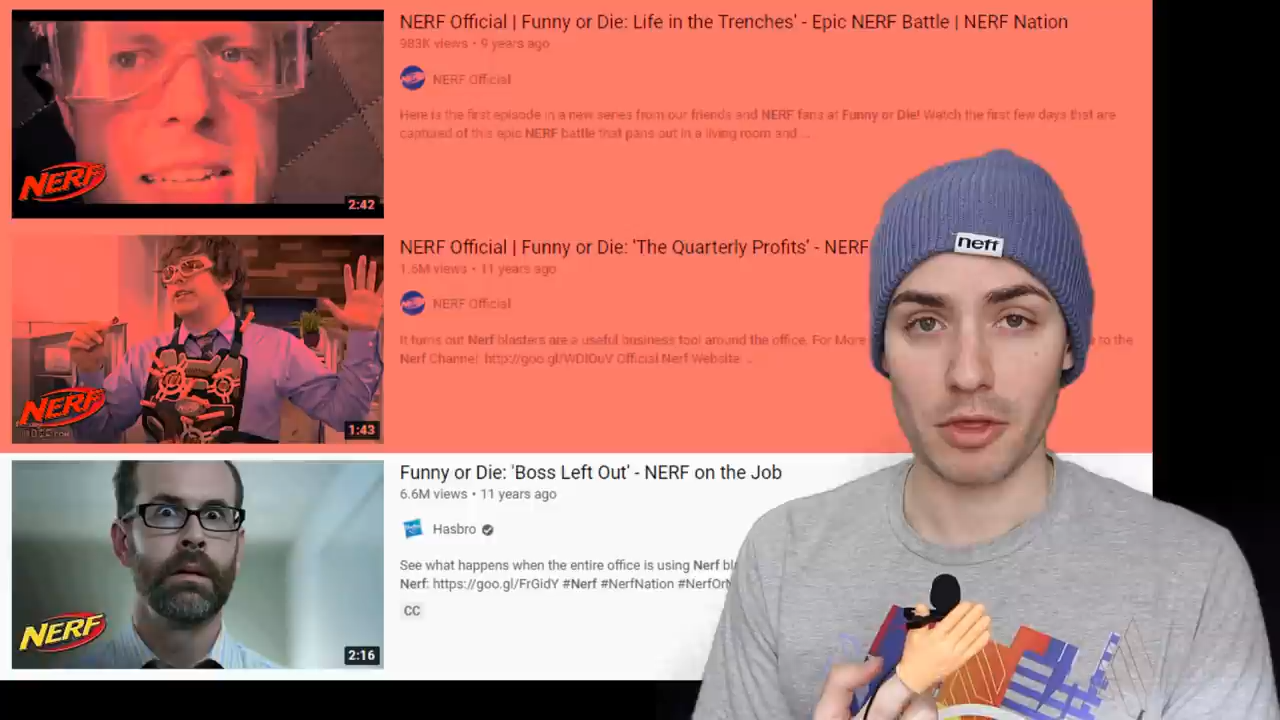 NERF Official | Funny or Die: Life in the Trenches' - Epic NERF Battle | NERF Nation
983K views • 9 years ago
NERF Official
Here is the first episode in a new series from our friends and NERF fans at Funny or Die! Watch the first few days that are
captured of this epic NERF battle that pans out in a living room and ...
NERF
2:42
NERF Official | Funny or Die: 'The Quarterly Profits' - NERF
1.6M views • 11 years ago
NERF Official
It turns out Nerf blasters are a useful business tool around the office. For More
e to the
Nerf Channel: http://goo.gl/WDIOuV Official Nerf Website ...
NERF
1:43
Funny or Die: 'Boss Left Out' - NERF on the Job
6.6M views • 11 years ago
Hasbro
See what happens when the entire office is using Nerf bl
Nerf: https://goo.gl/FrGidY #Nerf #NerfNation #NerfOrN
CC
NERF
2:16
neff